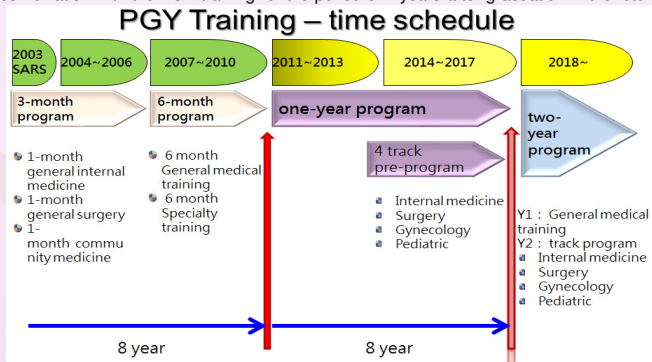 PGY Training – time schedule
2003
SARS
2004~2006
2007~2010
2011~2013
2014~2017
2018~
3-month
program
6-month
program
one-year program
two-
year
program
4 track
pre-program
1-month
general internal
medicine
1-month
general surgery
1-
month commu
nity medicine
6 month
General medical
training
6 month
Specialty
training
Internal medicine
Surgery
Gynecology
Pediatric
Y1 : General medical
training
Y2 : track program
Internal medicine
Surgery
Gynecology
Pediatric
8 year
8 year